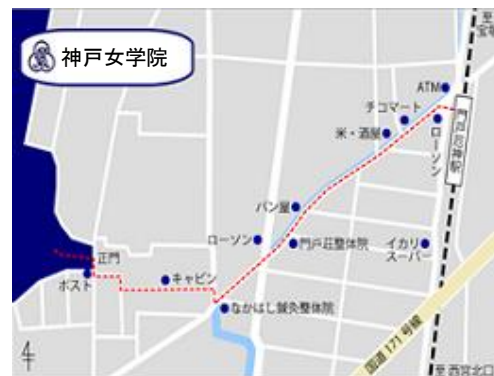 神戸女学院
至
宝塚
ATM
チコマート
米・酒屋
ローソン
門戸厄神駅
パン屋
ローソン
門戸荘整体院
イカリ
スーパー
正門
キャビン
ポスト
なかはし鍼灸整体院
国道171号線
至西宮北口